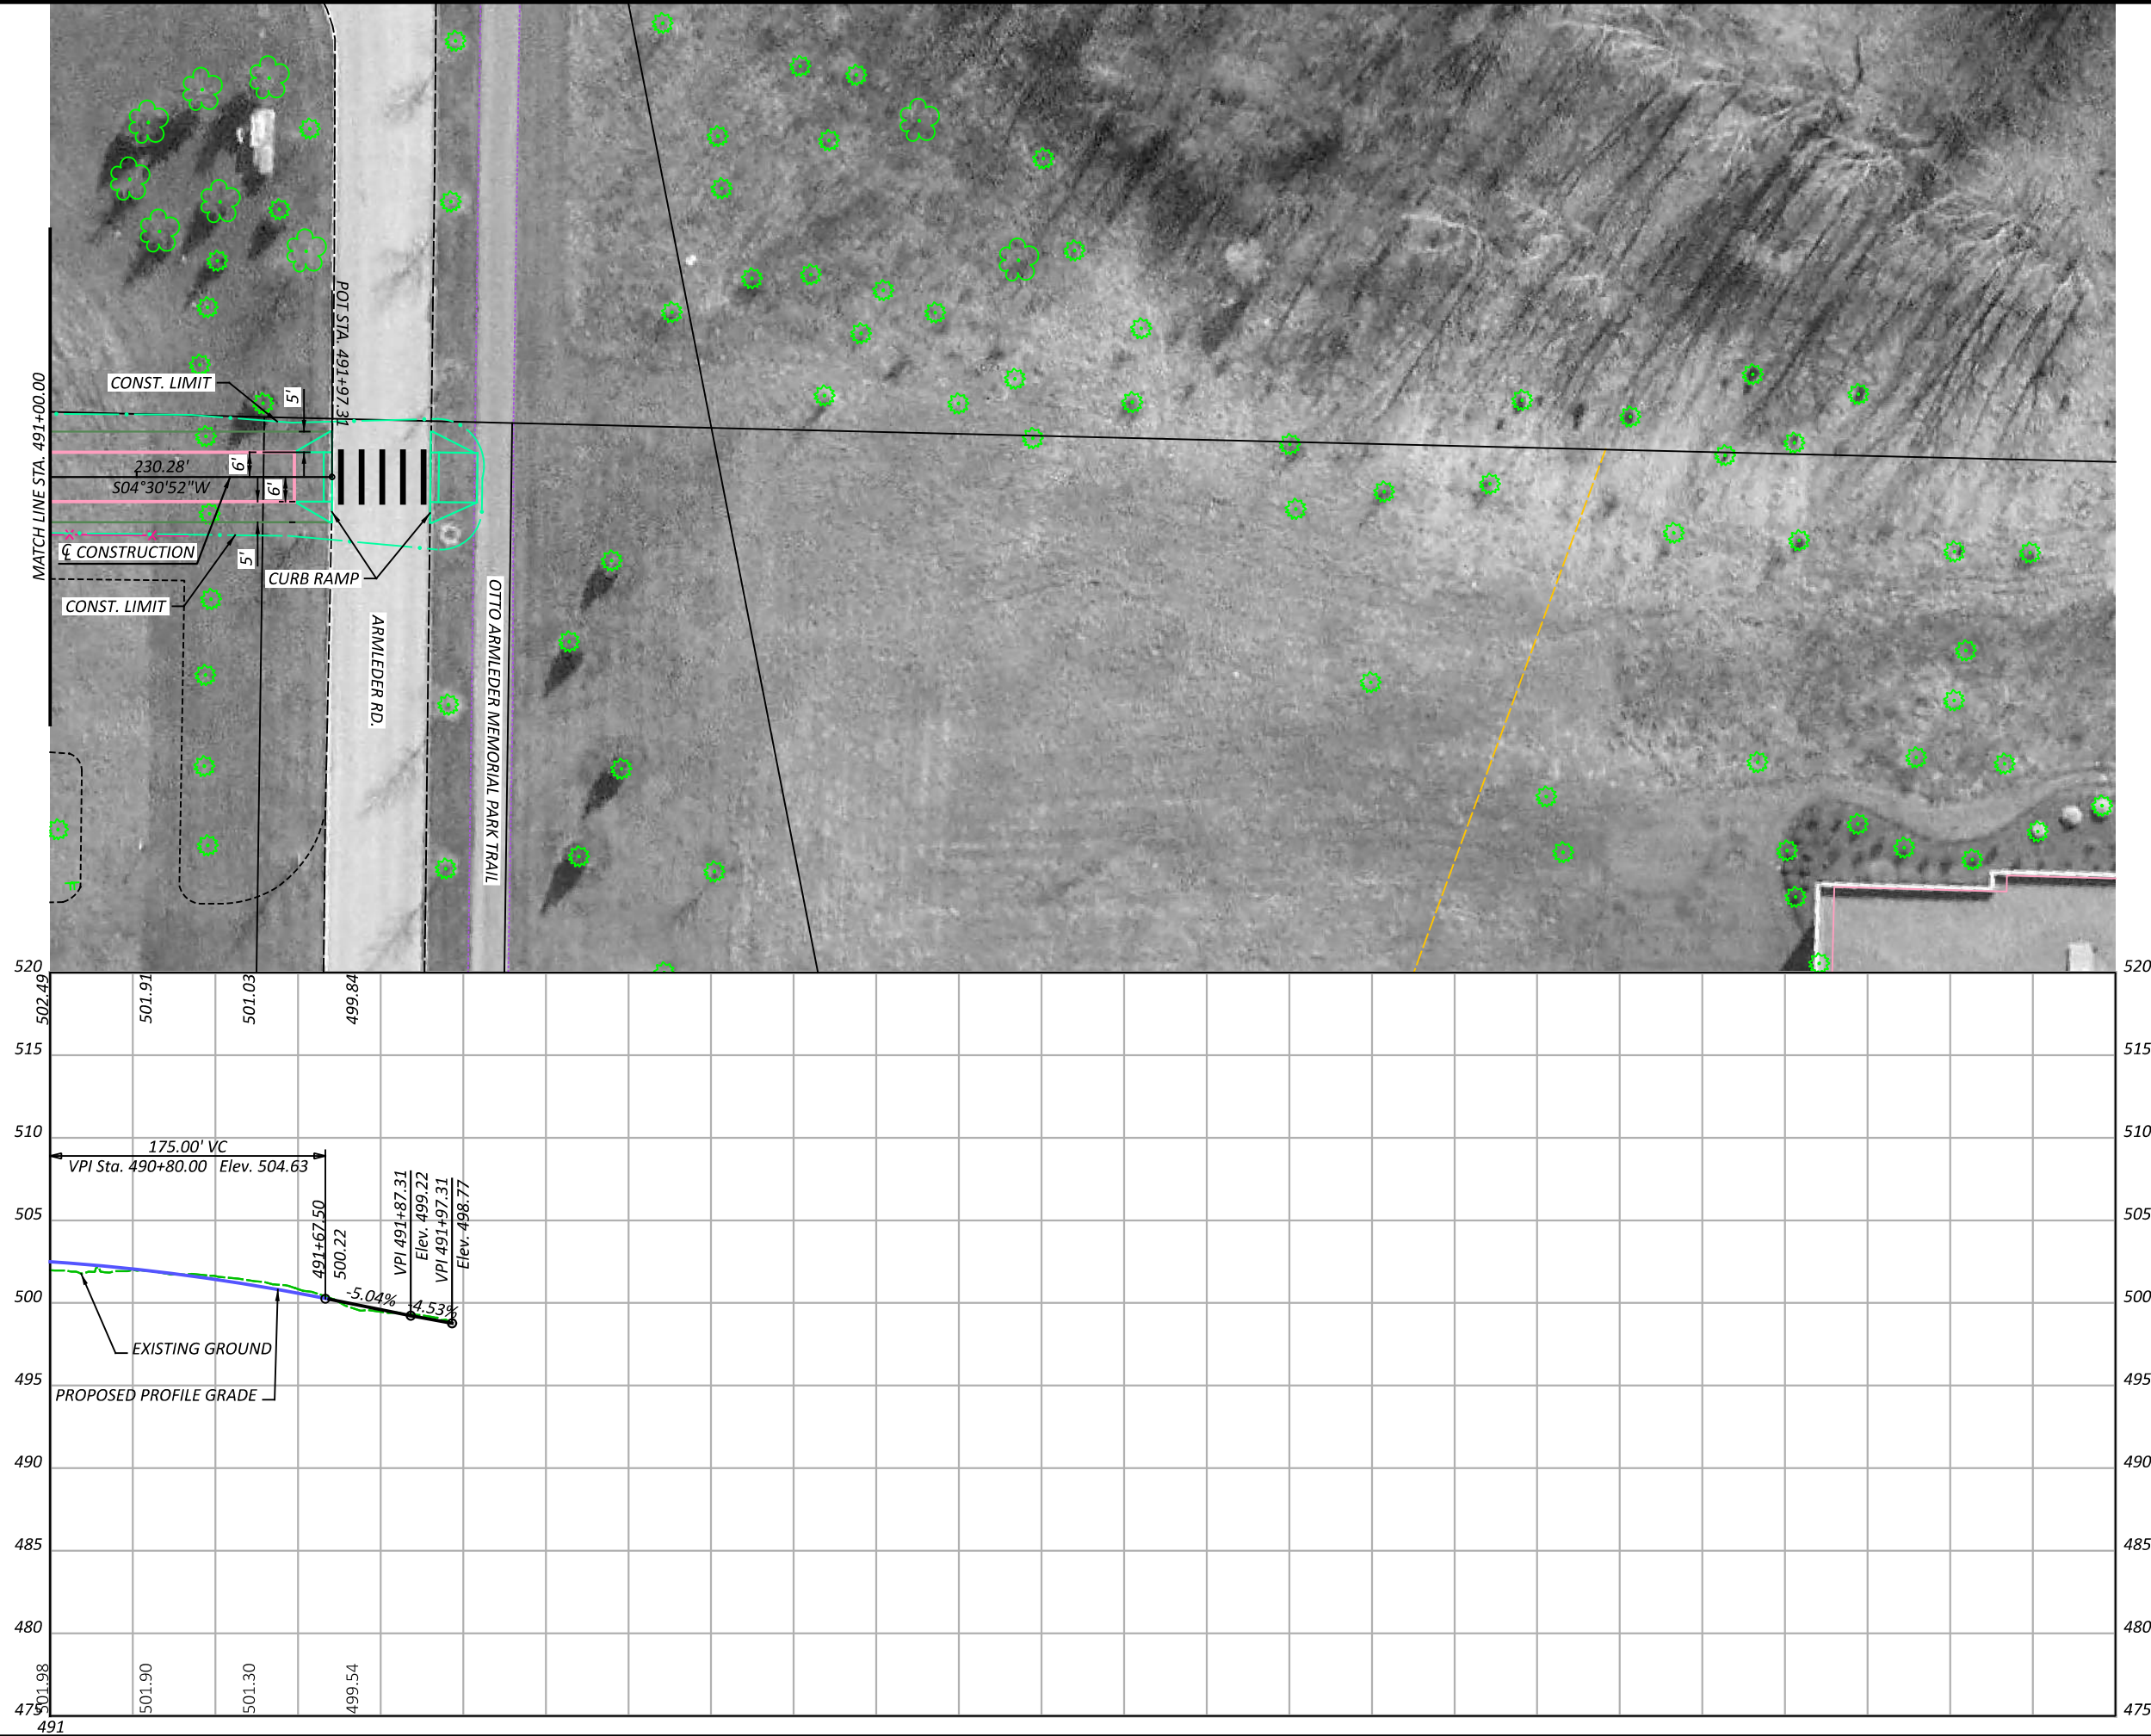 POT STA. 491+97.31
MATCH LINE STA. 491+00.00
CONST. LIMIT
5'
230.28'
6'
S04°30'52"W
6'
℄ CONSTRUCTION
5'
CURB RAMP
CONST. LIMIT
ARMLEDER RD.
OTTO ARMLEDER MEMORIAL PARK TRAIL
520
502.49
501.91
501.03
499.84
520
515
515
510
510
175.00' VC
VPI Sta. 490+80.00 Elev. 504.63
505
491+67.50
500.22
VPI 491+87.31
Elev. 499.22
VPI 491+97.31
Elev. 498.77
505
500
-5.04%
-4.53%
500
EXISTING GROUND
495
PROPOSED PROFILE GRADE
495
490
490
485
485
480
480
501.98
501.90
501.30
499.54
475
475
491